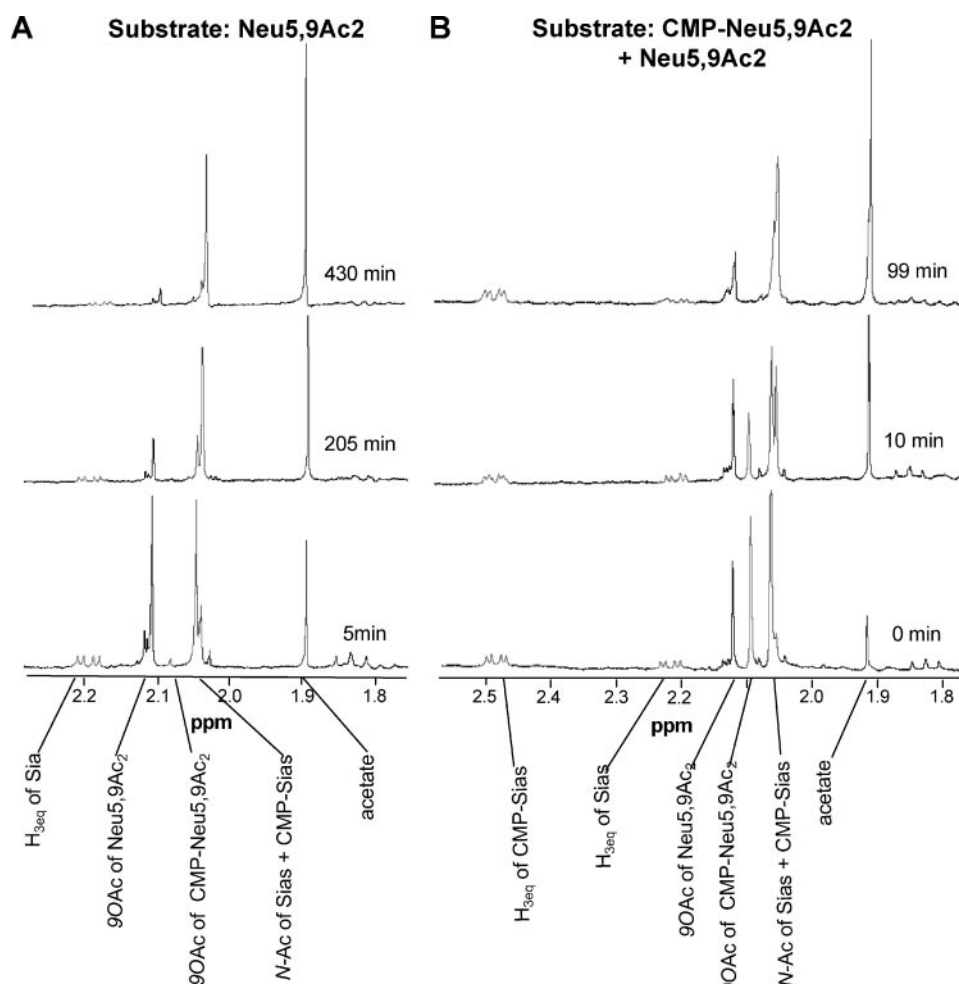 A
Substrate: Neu5,9Ac2
430 min
205 min
5min
2.2 2.1 2.0 1.9 1.8
ppm
H3eq of Sia
9OAc of Neu5,9Ac2
9OAc of CMP-Neu5,9Ac2
N-Ac of Sias + CMP-Sias
acetate
B
Substrate: CMP-Neu5,9Ac2
+ Neu5,9Ac2
99 min
10 min
0 min
2.5 2.4 2.3 2.2 2.1 2.0 1.9 1.8
ppm
H3eq of CMP-Sias
H3eq of Sias
9OAc of Neu5,9Ac2
9OAc of CMP-Neu5,9Ac2
N-Ac of Sias + CMP-Sias
acetate